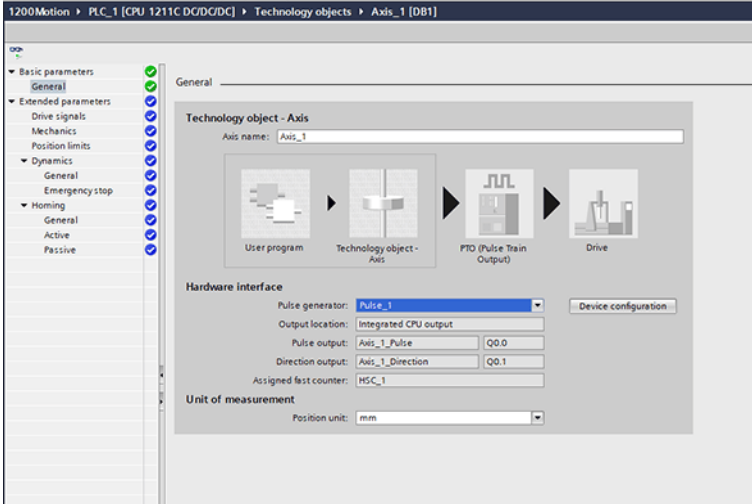 1200Motion ▸ PLC_1 [CPU 1211C DC/DC/DC] ▸ Technology objects ▸ Axis_1 [DB1]
Basic parameters
General
Extended parameters
Drive signals
Mechanics
Position limits
Dynamics
General
Emergency stop
Homing
General
Active
Passive
General
Technology object - Axis
Axis name: Axis_1
User program
Technology object - Axis
PTO (Pulse Train Output)
Drive
Hardware interface
Pulse generator: Pulse_1
Device configuration
Output location: Integrated CPU output
Pulse output: Axis_1_Pulse Q0.0
Direction output: Axis_1_Direction Q0.1
Assigned fast counter: HSC_1
Unit of measurement
Position unit: mm